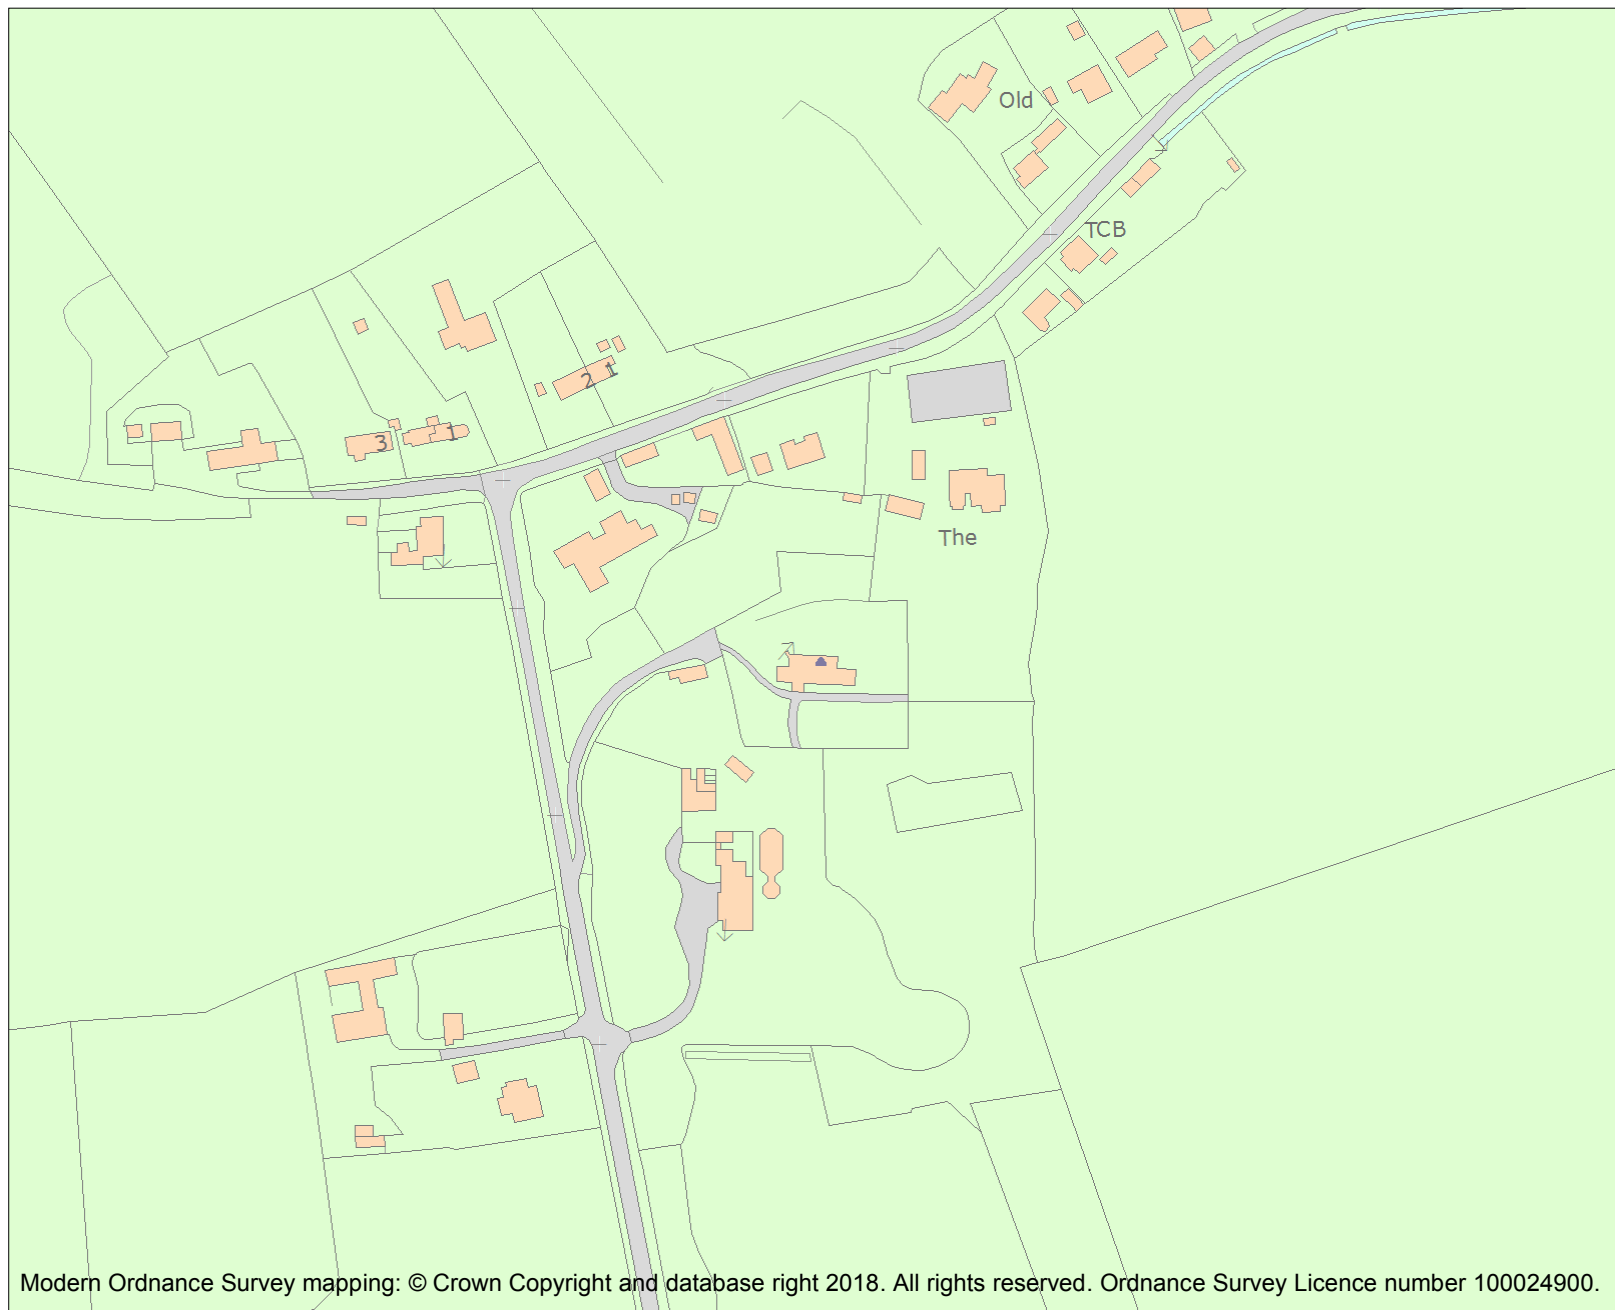 Old
TCB
2 1
3
1
The
Modern Ordnance Survey mapping: © Crown Copyright and database right 2018. All rights reserved. Ordnance Survey Licence number 100024900.